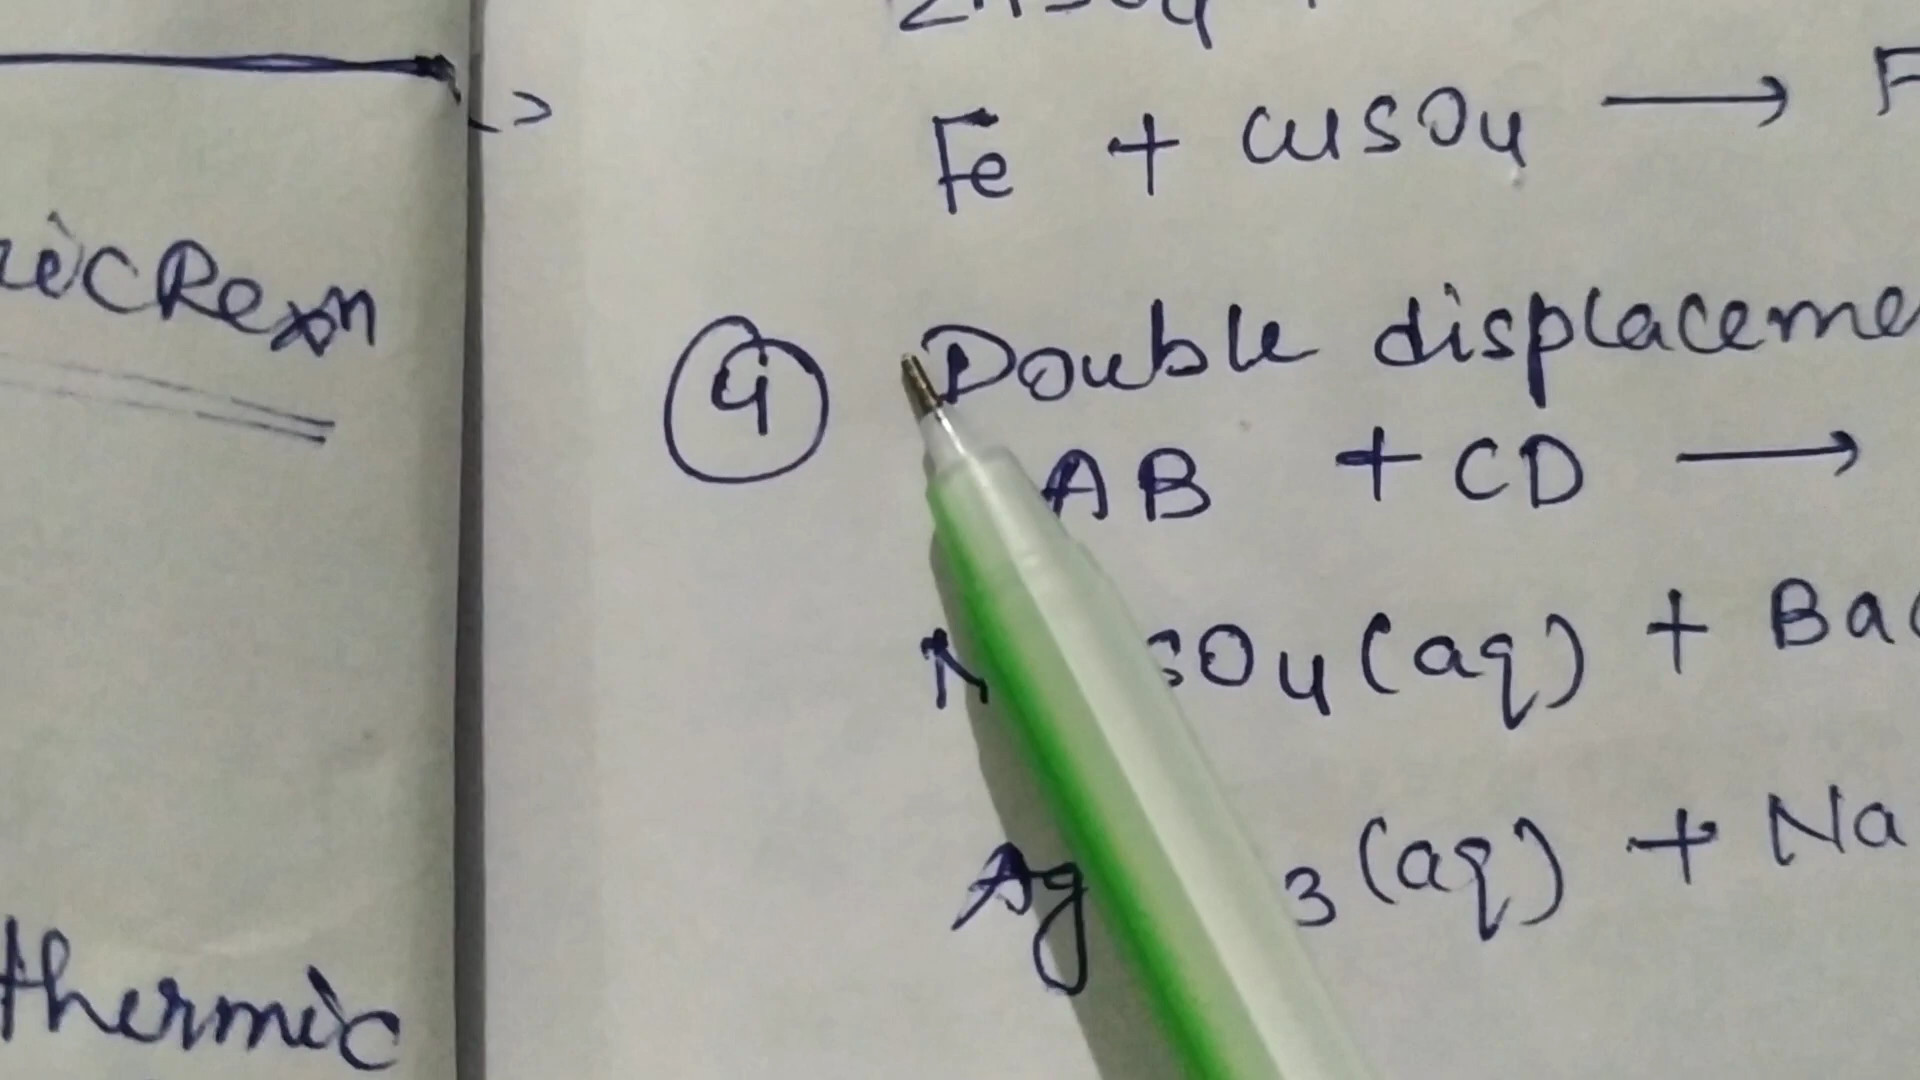 Fe + CuSO4 → F
ic Rexn
④ Double displaceme
AB + CD →
SO4 (aq) + Ba
Ag 3 (aq) + Na
thermic